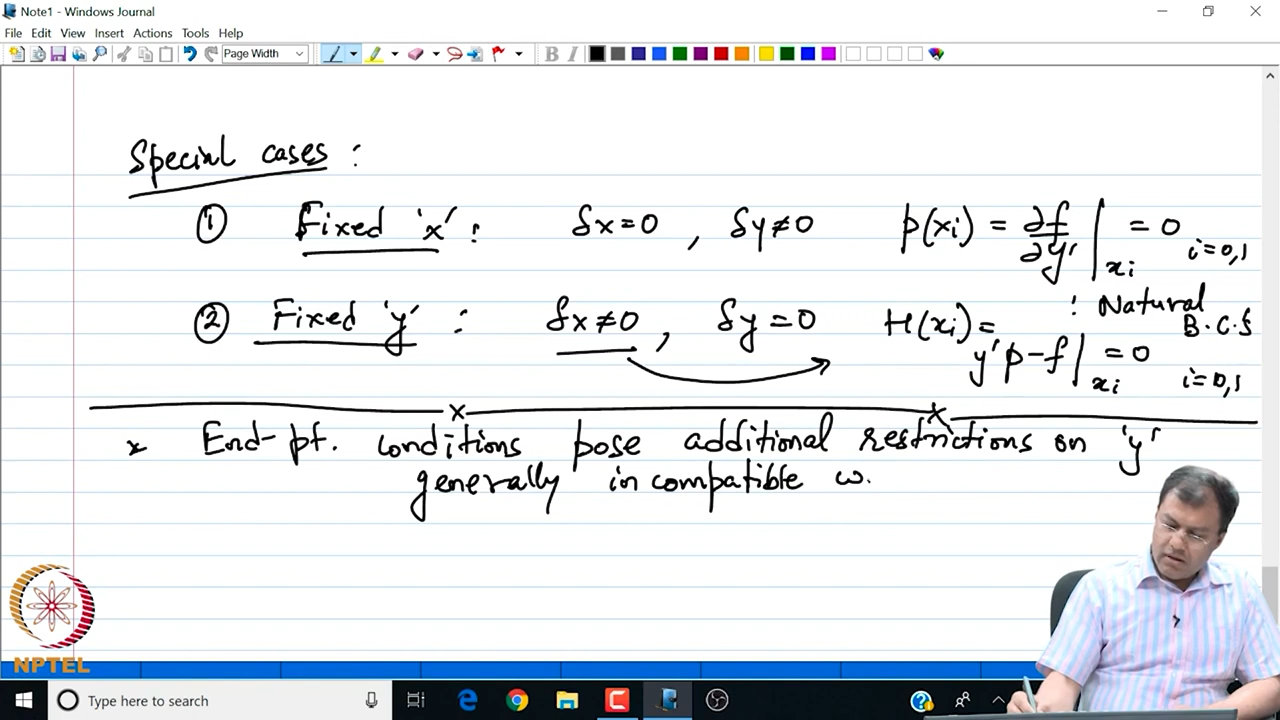 Note1 - Windows Journal
File Edit View Insert Actions Tools Help
Page Width
B I
Special cases :
① Fixed 'x' : δx=0 , δy≠0 p(xi) = ∂f/∂y' | xi = 0 i=0,1
: Natural B.C.S
② Fixed 'y' : δx≠0 , δy=0 H(xi)= y'p-f | xi = 0 i=0,1
* End-pt. conditions pose additional restrictions on 'y'
generally in compatible w.
NPTEL
Type here to search